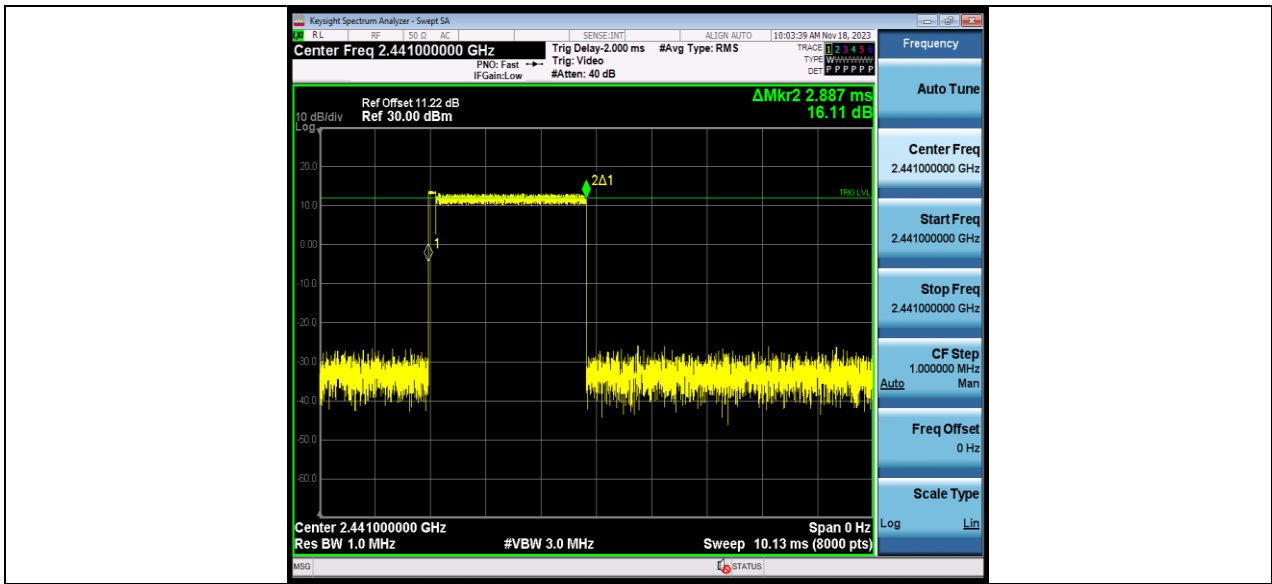 Keysight Spectrum Analyzer - Swept SA
RL RF 50 Ω AC SENSE:INT ALIGN AUTO 10:03:39 AM Nov 18, 2023
Center Freq 2.441000000 GHz
PNO: Fast
IFGain:Low
Trig Delay-2.000 ms
Trig: Video
#Atten: 40 dB
#Avg Type: RMS
TRACE 1 2 3 4 5 6
TYPE W
DET P P P P P P
ΔMkr2 2.887 ms
16.11 dB
10 dB/div
Log
Ref Offset 11.22 dB
Ref 30.00 dBm
20.0
10.0
0.00
-10.0
-20.0
-30.0
-40.0
-50.0
-60.0
2Δ1
TRIG LVL
1
Center 2.441000000 GHz
Span 0 Hz
Res BW 1.0 MHz
#VBW 3.0 MHz
Sweep 10.13 ms (8000 pts)
MSG
STATUS
Frequency
Auto Tune
Center Freq
2.441000000 GHz
Start Freq
2.441000000 GHz
Stop Freq
2.441000000 GHz
CF Step
1.000000 MHz
Auto Man
Freq Offset
0 Hz
Scale Type
Log Lin